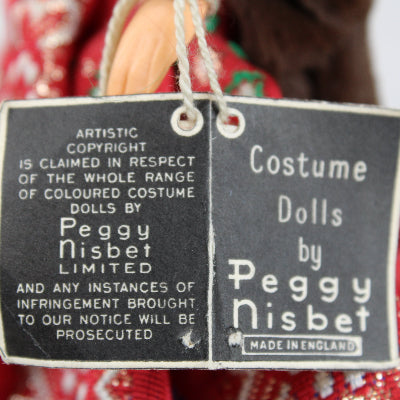 ARTISTIC
COPYRIGHT
IS CLAIMED IN RESPECT
OF THE WHOLE RANGE
OF COLOURED COSTUME
DOLLS BY
Peggy
Nisbet
LIMITED
AND ANY INSTANCES OF
INFRINGEMENT BROUGHT
TO OUR NOTICE WILL BE
PROSECUTED
Costume
Dolls
by
Peggy
Nisbet
MADE IN ENGLAND